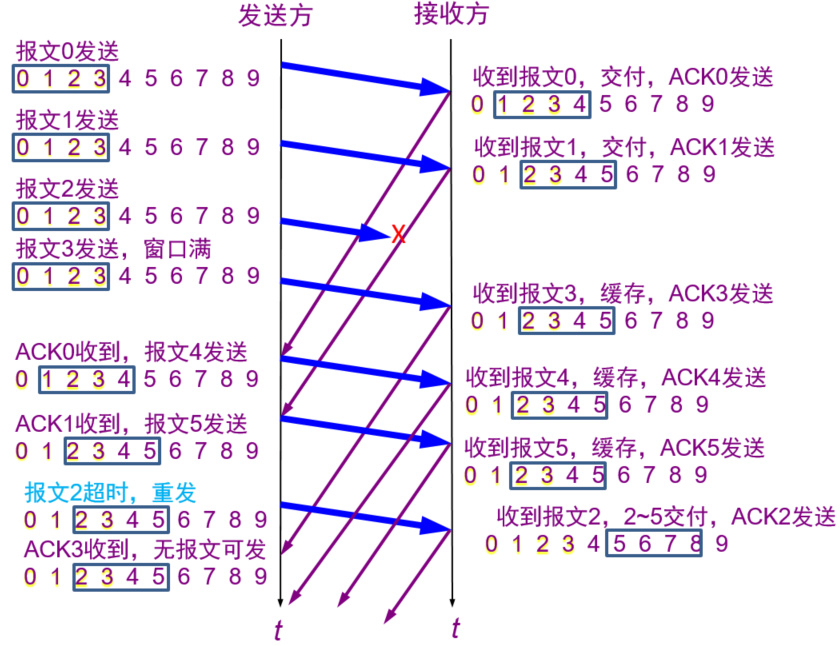 发送方
接收方
报文0发送
0 1 2 3 4 5 6 7 8 9
报文1发送
0 1 2 3 4 5 6 7 8 9
报文2发送
0 1 2 3 4 5 6 7 8 9
报文3发送，窗口满
0 1 2 3 4 5 6 7 8 9
ACK0收到，报文4发送
0 1 2 3 4 5 6 7 8 9
ACK1收到，报文5发送
0 1 2 3 4 5 6 7 8 9
报文2超时，重发
0 1 2 3 4 5 6 7 8 9
ACK3收到，无报文可发
0 1 2 3 4 5 6 7 8 9
X
收到报文0，交付，ACK0发送
0 1 2 3 4 5 6 7 8 9
收到报文1，交付，ACK1发送
0 1 2 3 4 5 6 7 8 9
收到报文3，缓存，ACK3发送
0 1 2 3 4 5 6 7 8 9
收到报文4，缓存，ACK4发送
0 1 2 3 4 5 6 7 8 9
收到报文5，缓存，ACK5发送
0 1 2 3 4 5 6 7 8 9
收到报文2，2~5交付，ACK2发送
0 1 2 3 4 5 6 7 8 9
t
t